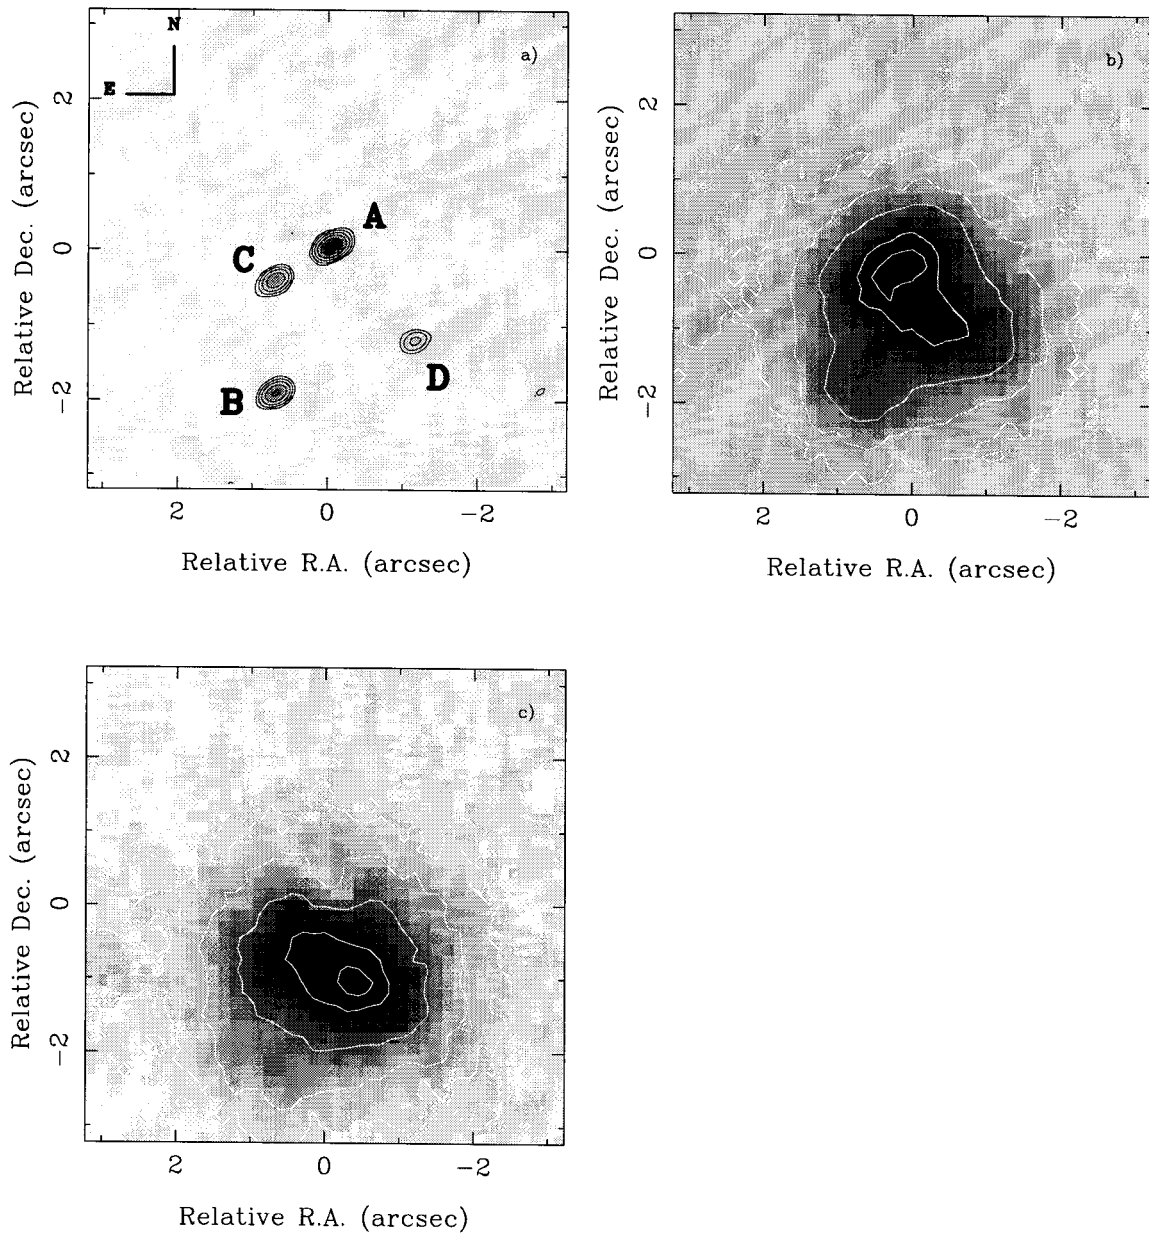 N
E
a)
A
C
B
D
2
0
−2
2
0
−2
Relative Dec. (arcsec)
Relative R.A. (arcsec)
b)
2
0
−2
2
0
−2
Relative Dec. (arcsec)
Relative R.A. (arcsec)
c)
2
0
−2
2
0
−2
Relative Dec. (arcsec)
Relative R.A. (arcsec)